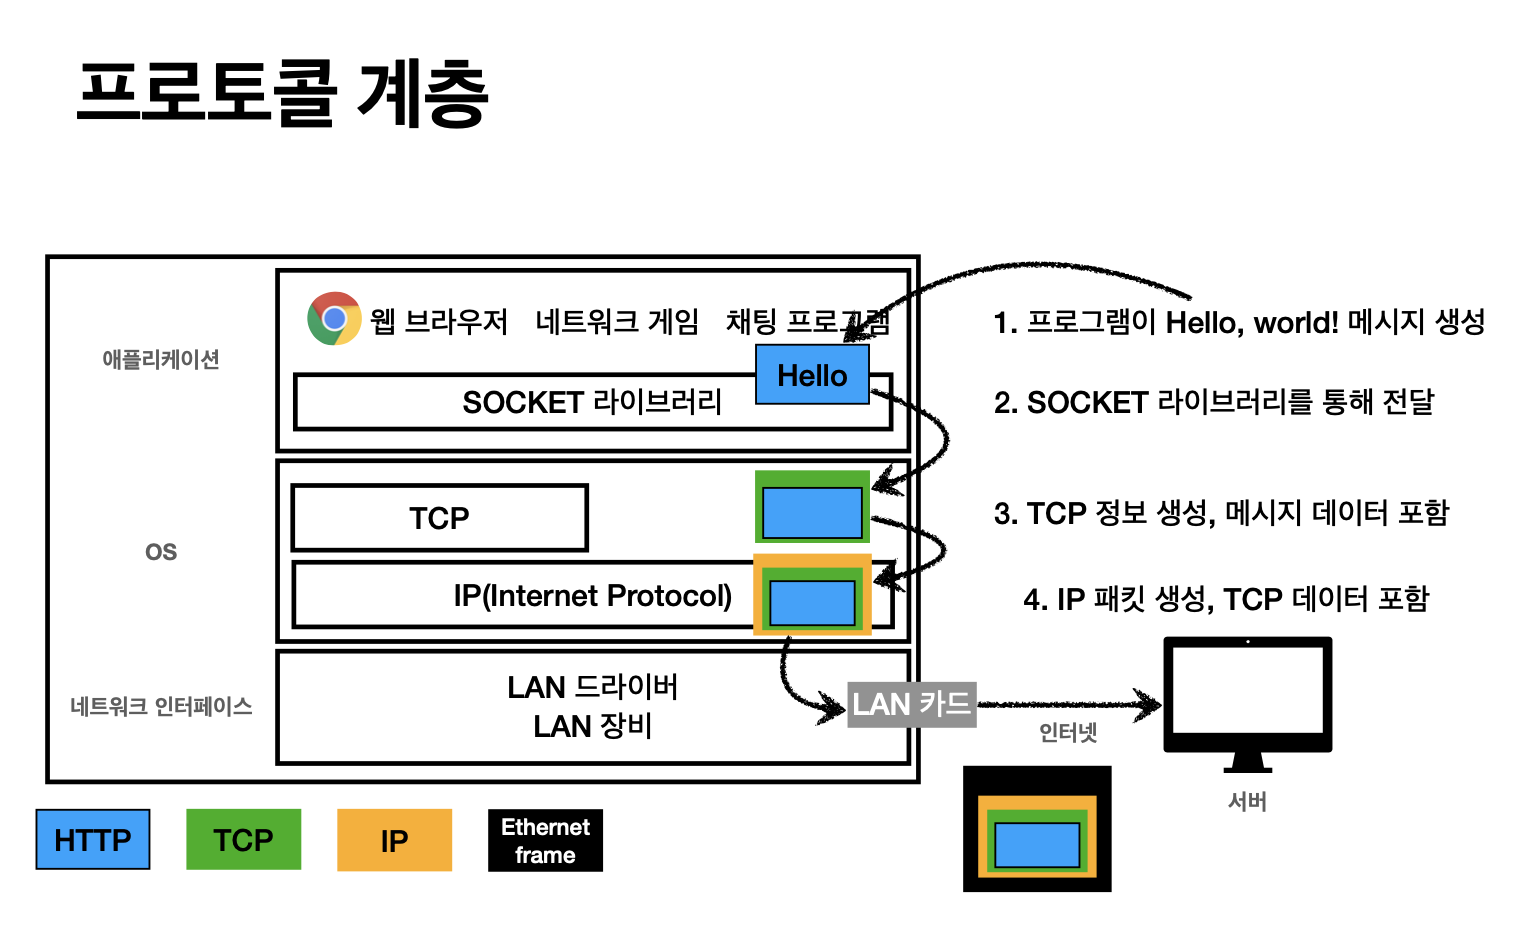 프로토콜 계층
애플리케이션
웹 브라우저 네트워크 게임 채팅 프로그램
Hello
SOCKET 라이브러리
OS
TCP
IP(Internet Protocol)
네트워크 인터페이스
LAN 드라이버
LAN 장비
LAN 카드
1. 프로그램이 Hello, world! 메시지 생성
2. SOCKET 라이브러리를 통해 전달
3. TCP 정보 생성, 메시지 데이터 포함
4. IP 패킷 생성, TCP 데이터 포함
인터넷
서버
HTTP
TCP
IP
Ethernet
frame